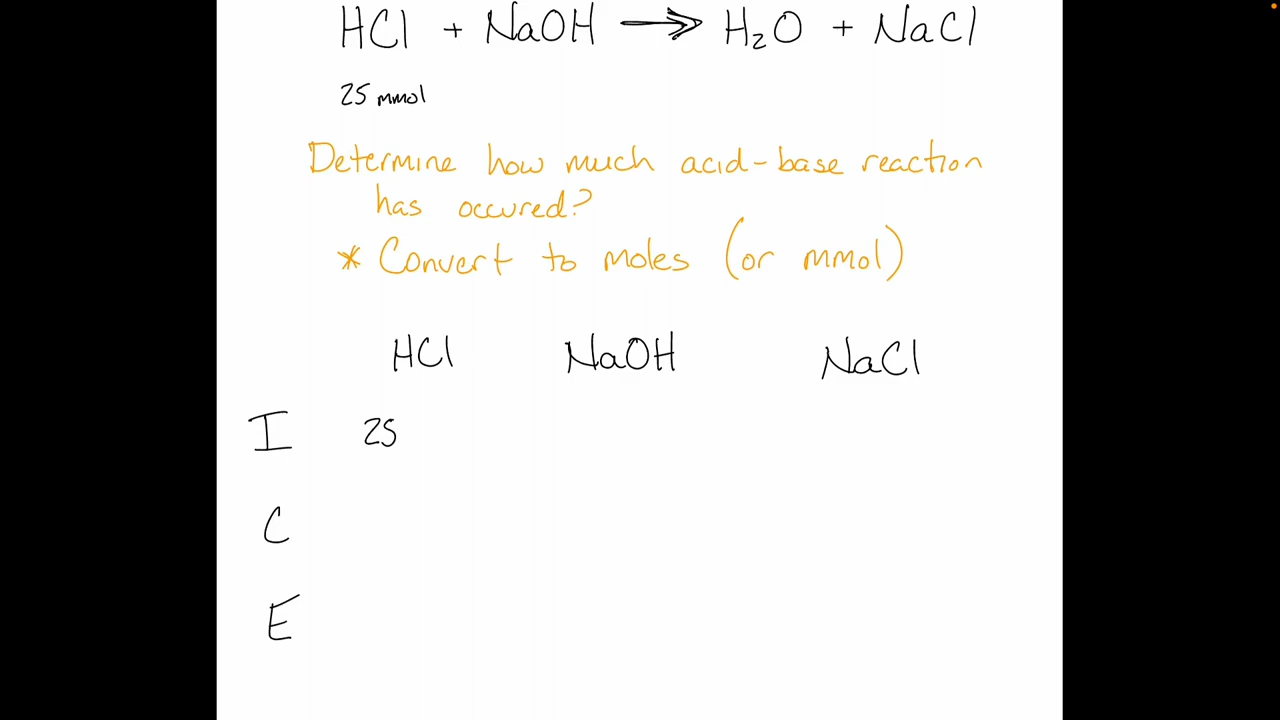 HCl + NaOH → H₂O + NaCl
25 mmol
Determine how much acid-base reaction
has occured?
* Convert to moles (or mmol)
HCl NaOH NaCl
I 25
C
E